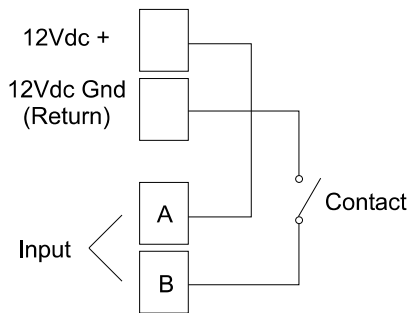 12Vdc +
12Vdc Gnd
(Return)
A
Contact
Input
B